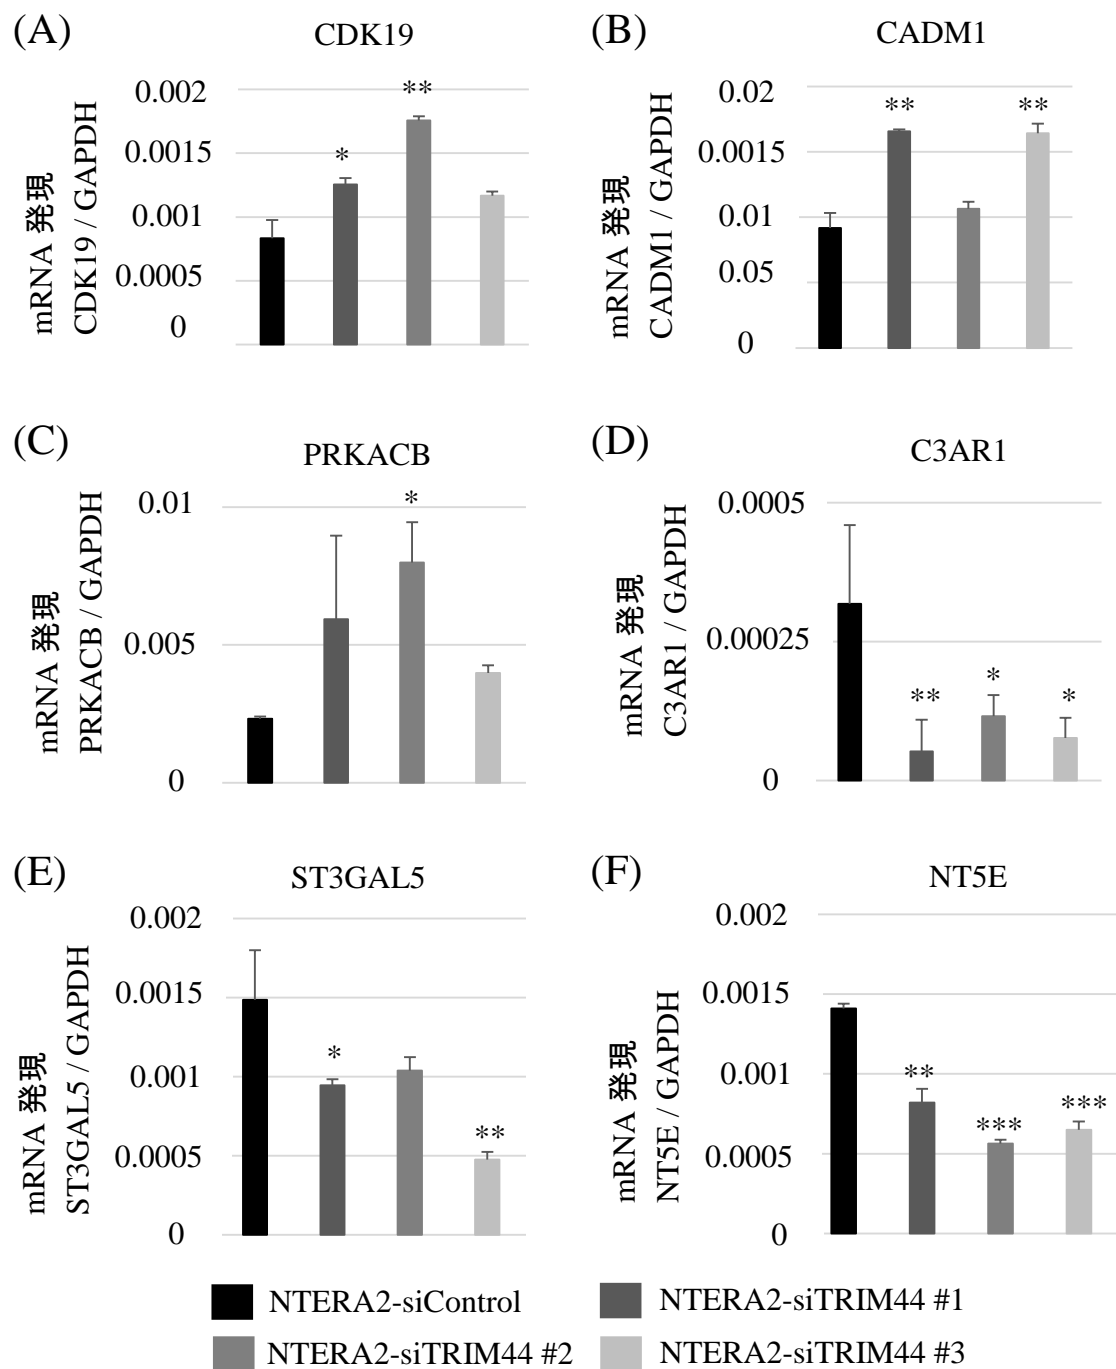 (A)
CDK19
mRNA 発現
CDK19 / GAPDH
0.002
0.0015
0.001
0.0005
0
*
**
(B)
CADM1
mRNA 発現
CADM1 / GAPDH
0.02
0.0015
0.01
0.05
0
**
**
(C)
PRKACB
mRNA 発現
PRKACB / GAPDH
0.01
0.005
0
*
(D)
C3AR1
mRNA 発現
C3AR1 / GAPDH
0.0005
0.00025
0
**
*
*
(E)
ST3GAL5
mRNA 発現
ST3GAL5 / GAPDH
0.002
0.0015
0.001
0.0005
0
*
**
(F)
NT5E
mRNA 発現
NT5E / GAPDH
0.002
0.0015
0.001
0.0005
0
**
***
***
NTERA2-siControl
NTERA2-siTRIM44 #1
NTERA2-siTRIM44 #2
NTERA2-siTRIM44 #3